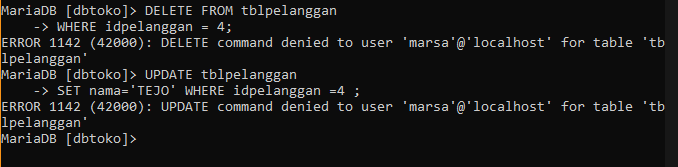 MariaDB [dbtoko]> DELETE FROM tblpelanggan
    -> WHERE idpelanggan = 4;
ERROR 1142 (42000): DELETE command denied to user 'marsa'@'localhost' for table 'tb
lpelanggan'
MariaDB [dbtoko]> UPDATE tblpelanggan
    -> SET nama='TEJO' WHERE idpelanggan =4 ;
ERROR 1142 (42000): UPDATE command denied to user 'marsa'@'localhost' for table 'tb
lpelanggan'
MariaDB [dbtoko]>